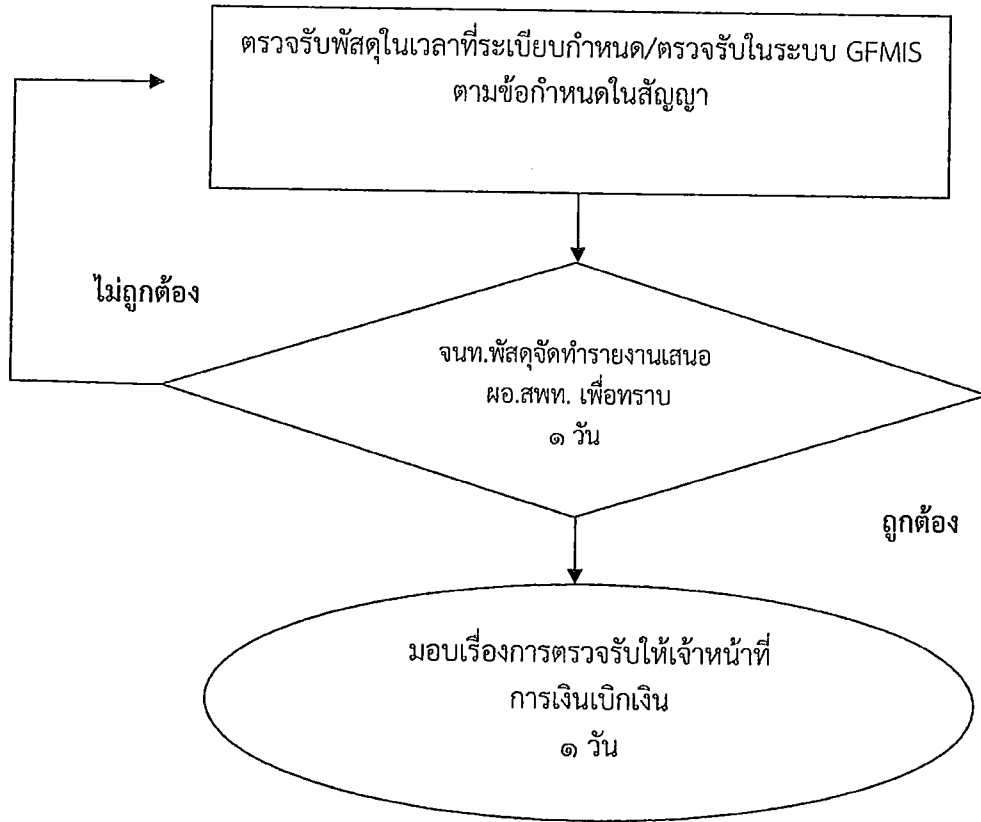 ตรวจรับพัสดุในเวลาที่ระเบียบกำหนด/ตรวจรับในระบบ GFMIS
ตามข้อกำหนดในสัญญา
ไม่ถูกต้อง
จนท.พัสดุจัดทำรายงานเสนอ
ผอ.สพท. เพื่อทราบ
๑ วัน
ถูกต้อง
มอบเรื่องการตรวจรับให้เจ้าหน้าที่
การเงินเบิกเงิน
๑ วัน